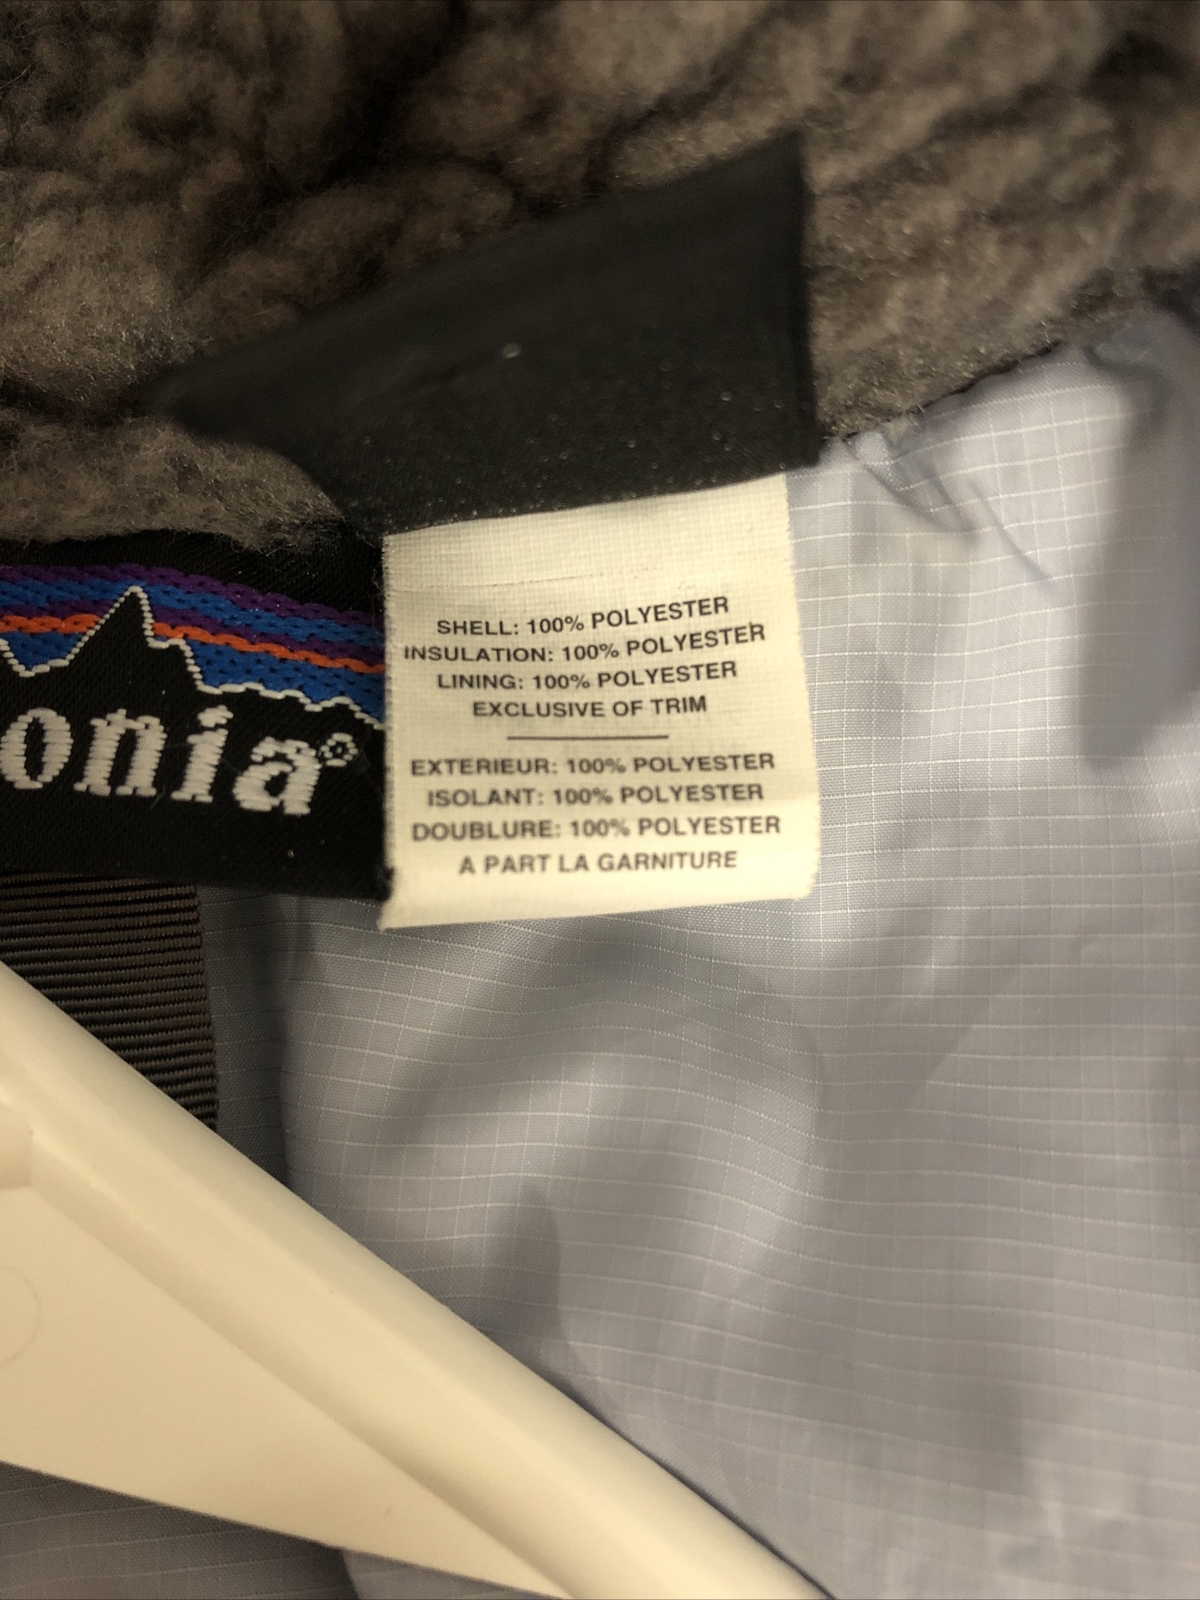 onia®
SHELL: 100% POLYESTER
INSULATION: 100% POLYESTER
LINING: 100% POLYESTER
EXCLUSIVE OF TRIM
EXTERIEUR: 100% POLYESTER
ISOLANT: 100% POLYESTER
DOUBLURE: 100% POLYESTER
A PART LA GARNITURE